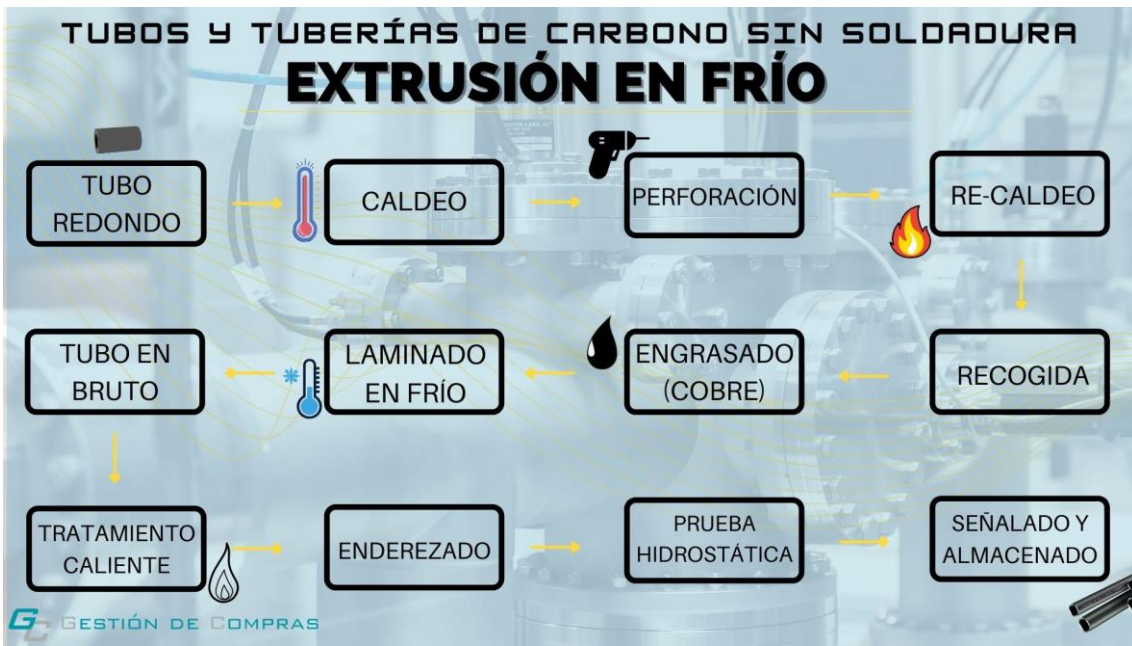 TUBOS Y TUBERÍAS DE CARBONO SIN SOLDADURA
EXTRUSIÓN EN FRÍO
TUBO
REDONDO
CALDEO
PERFORACIÓN
RE-CALDEO
RECOGIDA
ENGRASADO
(COBRE)
LAMINADO
EN FRÍO
TUBO EN
BRUTO
TRATAMIENTO
CALIENTE
ENDEREZADO
PRUEBA
HIDROSTÁTICA
SEÑALADO Y
ALMACENADO
GC GESTIÓN DE COMPRAS